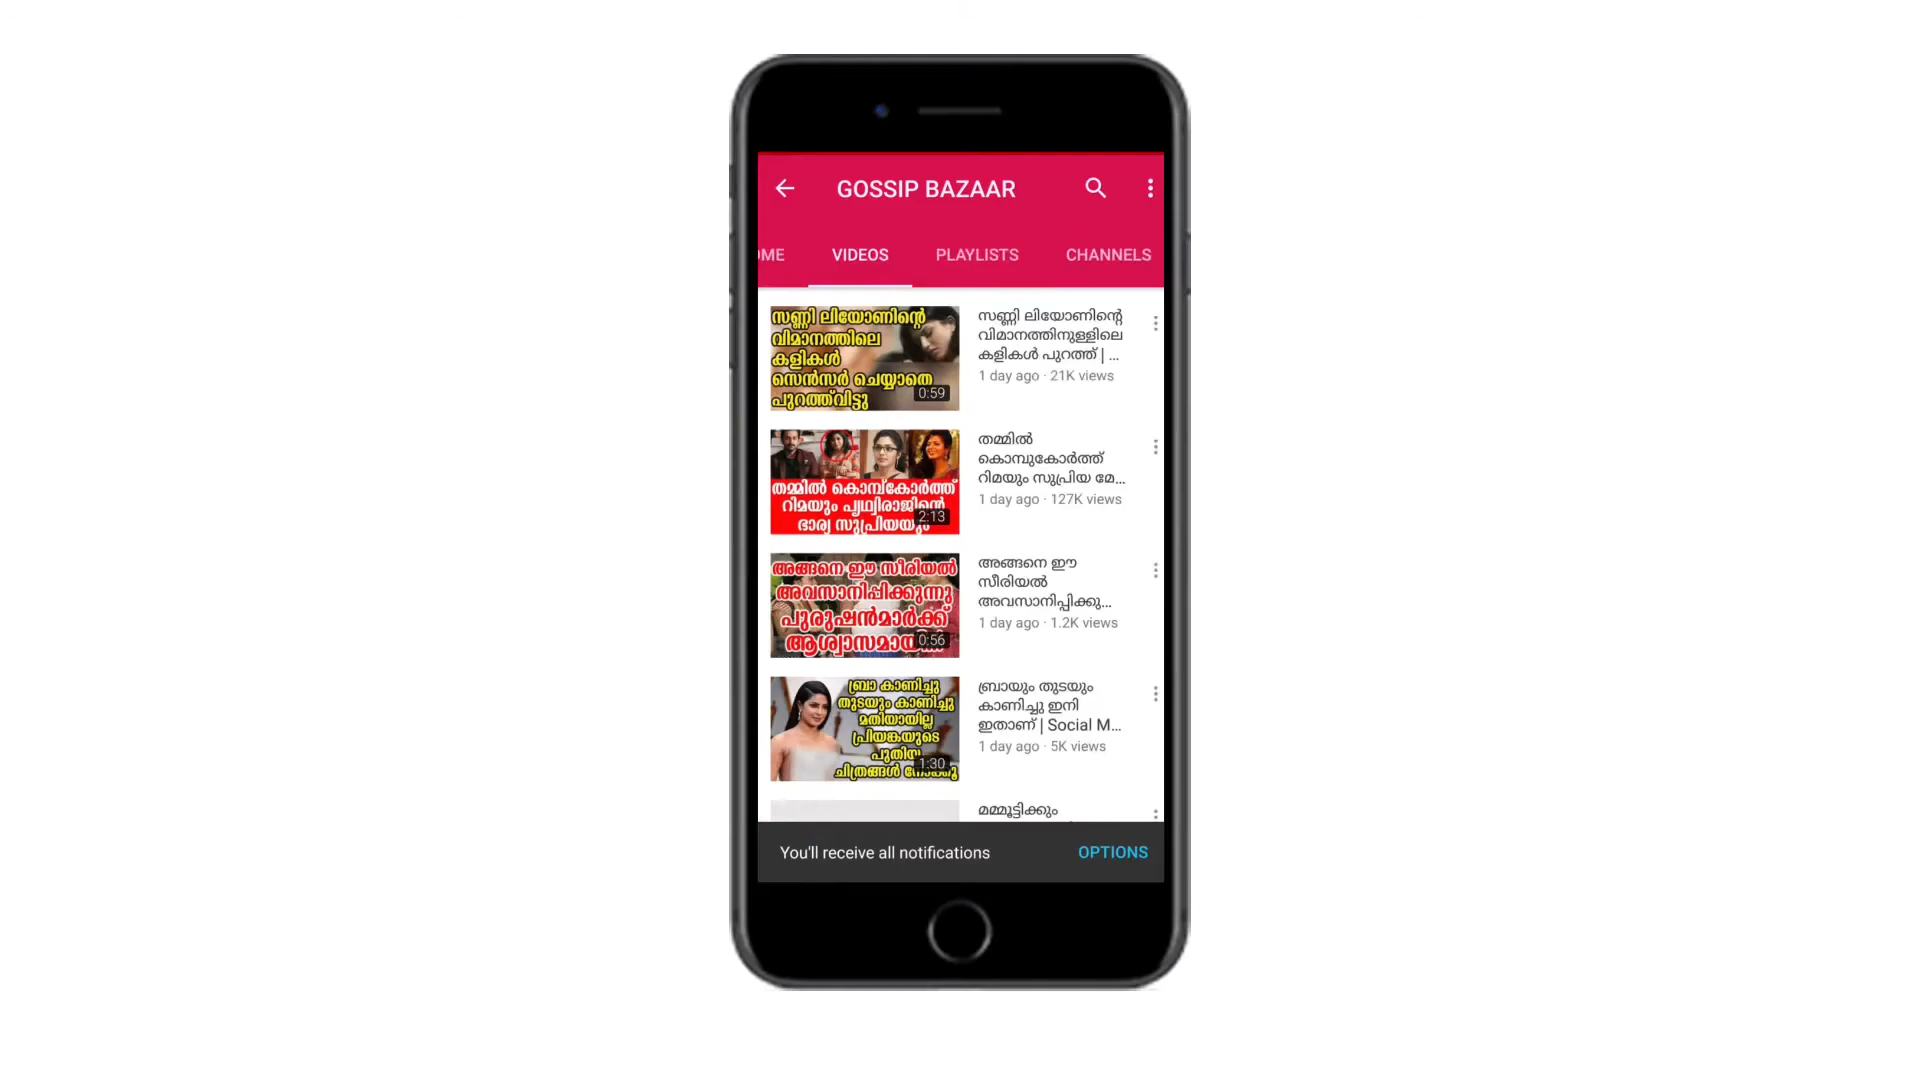 GOSSIP BAZAAR
OME VIDEOS PLAYLISTS CHANNELS
സണ്ണി ലിയോണിന്റെ
വിമാനത്തിലെ
കളികൾ
സെൻസർ ചെയ്യാതെ
പുറത്ത്‌വിട്ടു
0:59
സണ്ണി ലിയോണിന്റെ
വിമാനത്തിനുള്ളിലെ
കളികൾ പുറത്ത് | ...
1 day ago · 21K views
തമ്മിൽ കൊമ്പ്കോർത്ത്
റിമയും പൃഥ്വിരാജിന്റെ
ഭാര്യ സുപ്രിയയും
2:13
തമ്മിൽ
കൊമ്പുകോർത്ത്
റിമയും സുപ്രിയ മേ...
1 day ago · 127K views
അങ്ങനെ ഈ സീരിയൽ
അവസാനിപ്പിക്കുന്നു
പുരുഷൻമാർക്ക്
0:56
അങ്ങനെ ഈ
സീരിയൽ
അവസാനിപ്പിക്കു...
1 day ago · 1.2K views
ബ്രാ കാണിച്ചു
തുടയും കാണിച്ചു
മതിയായില്ല
പ്രിയങ്കയുടെ
പുതിയ
ചിത്രങ്ങൾ നോക്കൂ
1:30
ബ്രായും തുടയും
കാണിച്ചു ഇനി
ഇതാണ് | Social M...
1 day ago · 5K views
മമ്മൂട്ടിക്കും
You'll receive all notifications OPTIONS